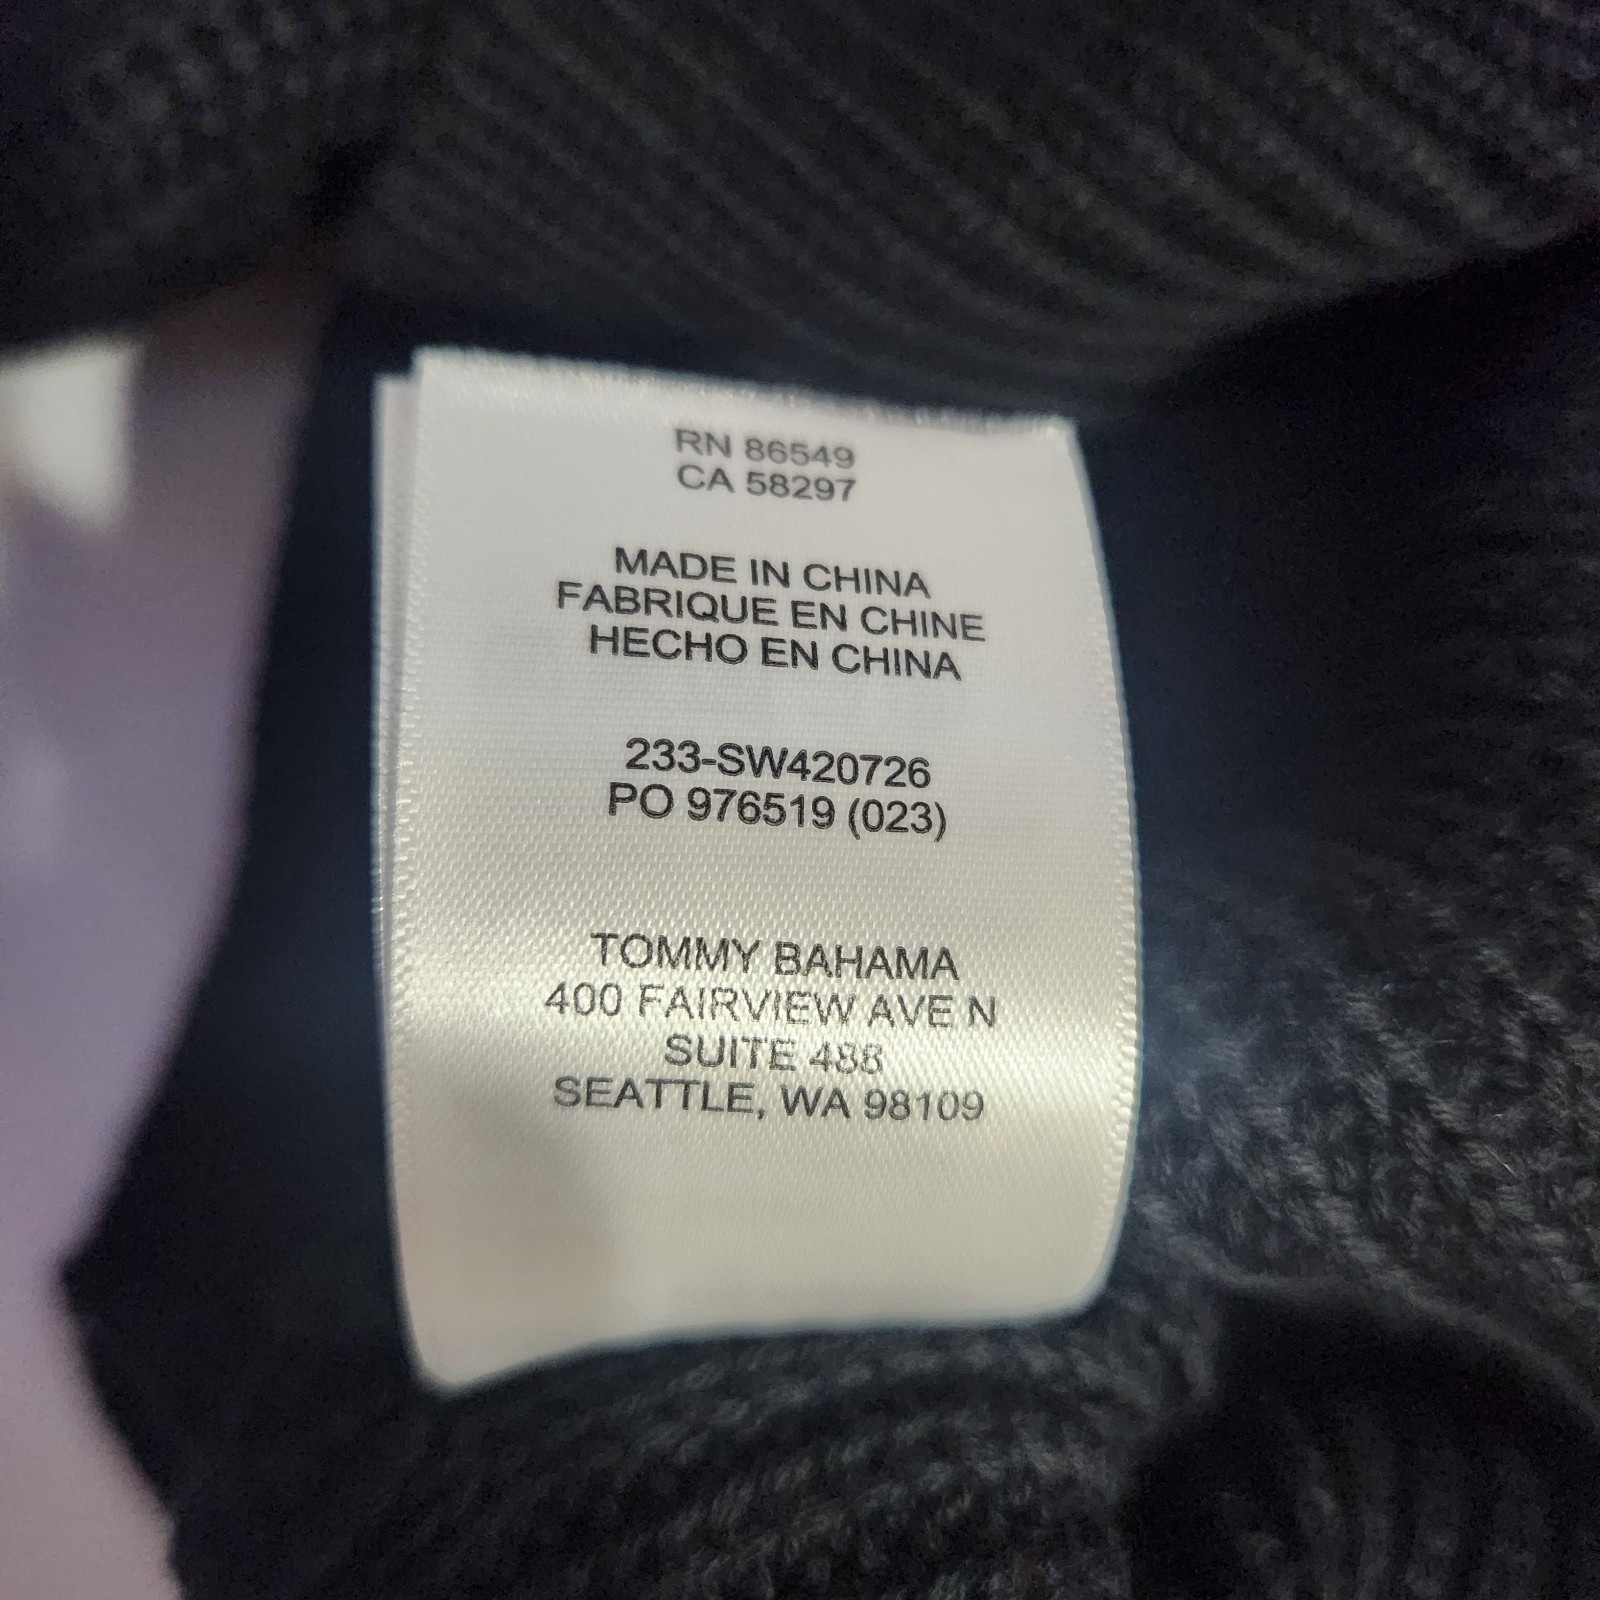 RN 86549
CA 58297
MADE IN CHINA
FABRIQUE EN CHINE
HECHO EN CHINA
233-SW420726
PO 976519 (023)
TOMMY BAHAMA
400 FAIRVIEW AVE N
SUITE 488
SEATTLE, WA 98109